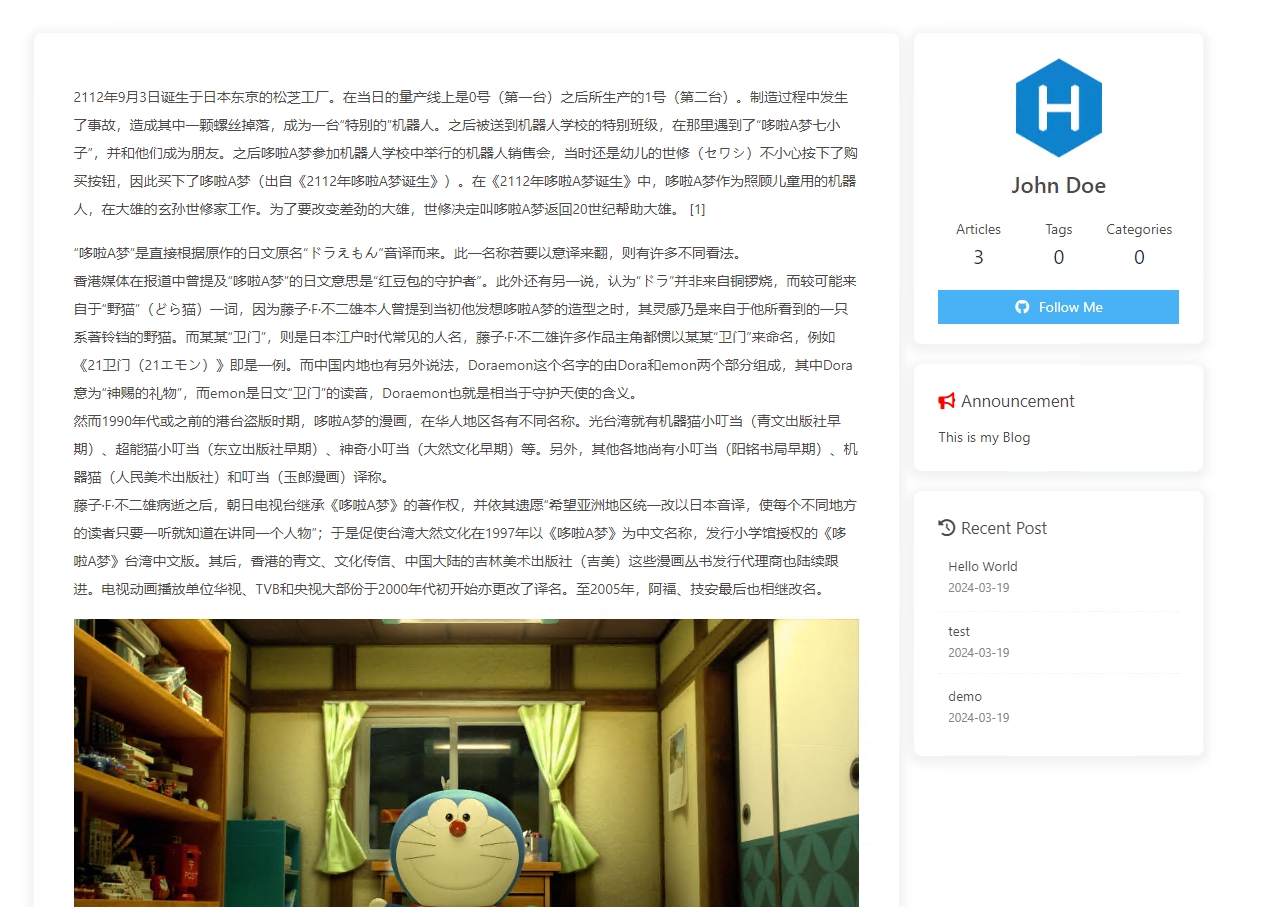 2112年9月3日诞生于日本东京的松芝工厂。在当日的量产线上是0号（第一台）之后所生产的1号（第二台）。制造过程中发生
了事故，造成其中一颗螺丝掉落，成为一台“特别的”机器人。之后被送到机器人学校的特别班级，在那里遇到了“哆啦A梦七小
子”，并和他们成为朋友。之后哆啦A梦参加机器人学校中举行的机器人销售会，当时还是幼儿的世修（セワシ）不小心按下了购
买按钮，因此买下了哆啦A梦（出自《2112年哆啦A梦诞生》）。在《2112年哆啦A梦诞生》中，哆啦A梦作为照顾儿童用的机器
人，在大雄的玄孙世修家工作。为了要改变差劲的大雄，世修决定叫哆啦A梦返回20世纪帮助大雄。 [1]
“哆啦A梦”是直接根据原作的日文原名“ドラえもん”音译而来。此一名称若要以意译来翻，则有许多不同看法。
香港媒体在报道中曾提及“哆啦A梦”的日文意思是“红豆包的守护者”。此外还有另一说，认为“ドラ”并非来自铜锣烧，而较可能来
自于“野猫”（どら猫）一词，因为藤子·F·不二雄本人曾提到当初他发想哆啦A梦的造型之时，其灵感乃是来自于他所看到的一只
系著铃铛的野猫。而某某“卫门”，则是日本江户时代常见的人名，藤子·F·不二雄许多作品主角都惯以某某“卫门”来命名，例如
《21卫门（21エモン）》即是一例。而中国内地也有另外说法，Doraemon这个名字的由Dora和emon两个部分组成，其中Dora
意为“神赐的礼物”，而emon是日文“卫门”的读音，Doraemon也就是相当于守护天使的含义。
然而1990年代或之前的港台盗版时期，哆啦A梦的漫画，在华人地区各有不同名称。光台湾就有机器猫小叮当（青文出版社早
期）、超能猫小叮当（东立出版社早期）、神奇小叮当（大然文化早期）等。另外，其他各地尚有小叮当（阳铭书局早期）、机
器猫（人民美术出版社）和叮当（玉郎漫画）译称。
藤子·F·不二雄病逝之后，朝日电视台继承《哆啦A梦》的著作权，并依其遗愿“希望亚洲地区统一改以日本音译，使每个不同地方
的读者只要一听就知道在讲同一个人物”；于是促使台湾大然文化在1997年以《哆啦A梦》为中文名称，发行小学馆授权的《哆
啦A梦》台湾中文版。其后，香港的青文、文化传信、中国大陆的吉林美术出版社（吉美）这些漫画丛书发行代理商也陆续跟
进。电视动画播放单位华视、TVB和央视大部份于2000年代初开始亦更改了译名。至2005年，阿福、技安最后也相继改名。
POST
H
John Doe
Articles Tags Categories
3 0 0
Follow Me
Announcement
This is my Blog
Recent Post
Hello World
2024-03-19
test
2024-03-19
demo
2024-03-19